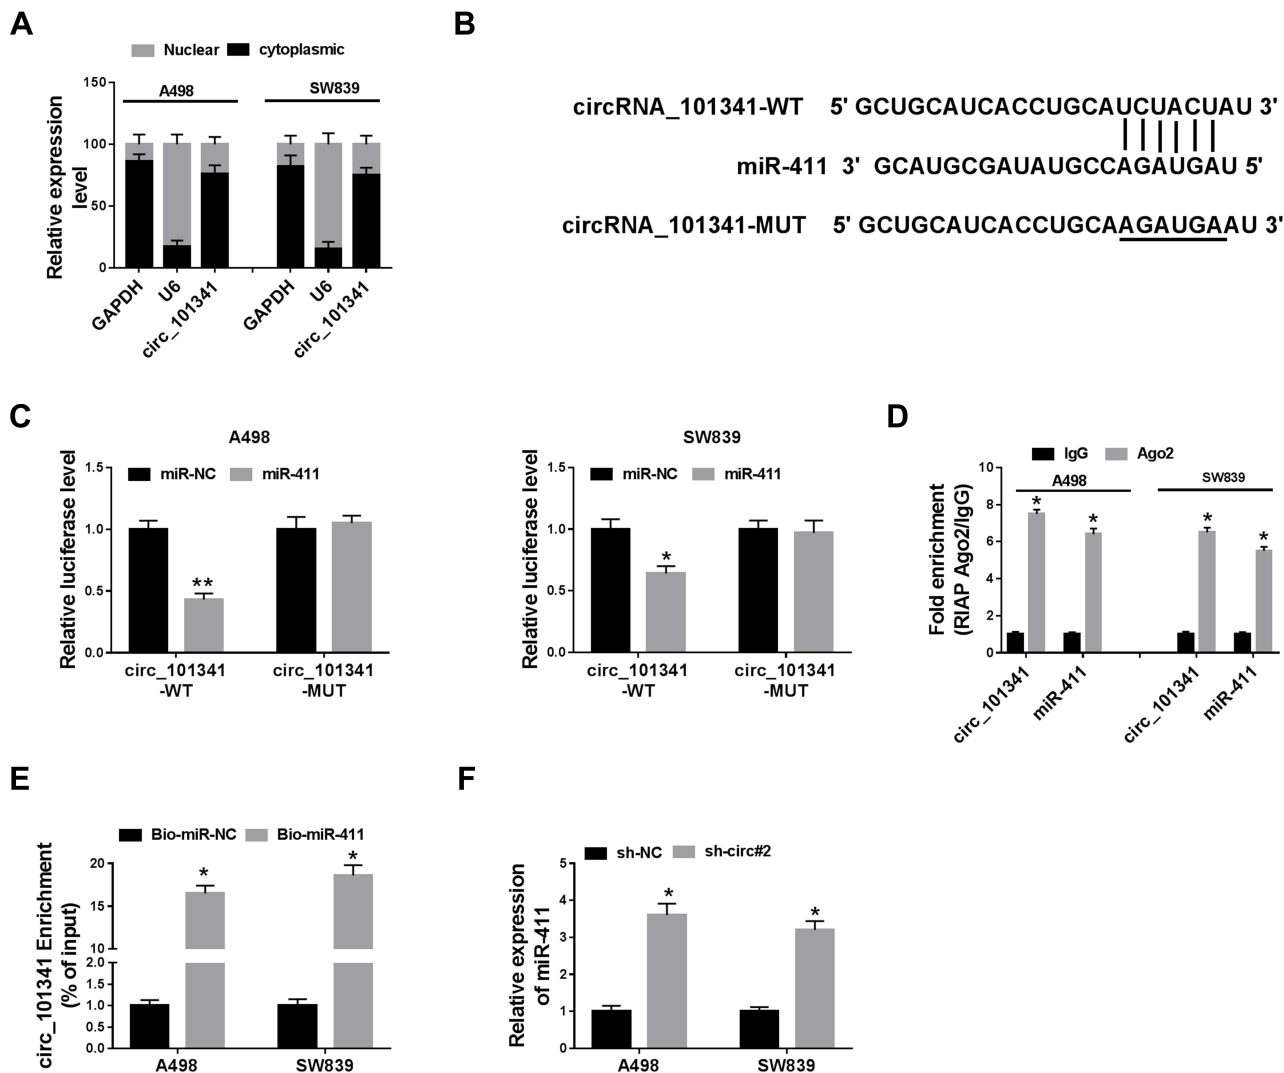 A
Nuclear cytoplasmic
Relative expression
level
150
100
50
0
A498
SW839
GAPDH
U6
circ_101341
GAPDH
U6
circ_101341
B
circRNA_101341-WT 5' GCUGCAUCACCUGCAUCUACUAU 3'
miR-411 3' GCAUGCGAUAUGCCAGAUGAU 5'
circRNA_101341-MUT 5' GCUGCAUCACCUGCAAGAUGAAU 3'
C
A498
miR-NC miR-411
Relative luciferase level
1.5
1.0
0.5
0.0
**
circ_101341
-WT
circ_101341
-MUT
SW839
miR-NC miR-411
Relative luciferase level
1.5
1.0
0.5
0.0
*
circ_101341
-WT
circ_101341
-MUT
D
IgG Ago2
Fold enrichment
(RIAP Ago2/IgG)
10
8
6
4
2
0
A498
SW839
*
*
*
*
circ_101341
miR-411
circ_101341
miR-411
E
Bio-miR-NC Bio-miR-411
circ_101341 Enrichment
(% of input)
20
15
10
2.0
1.5
1.0
0.5
0.0
*
*
A498
SW839
F
sh-NC sh-circ#2
Relative expression
of miR-411
5
4
3
2
1
0
*
*
A498
SW839